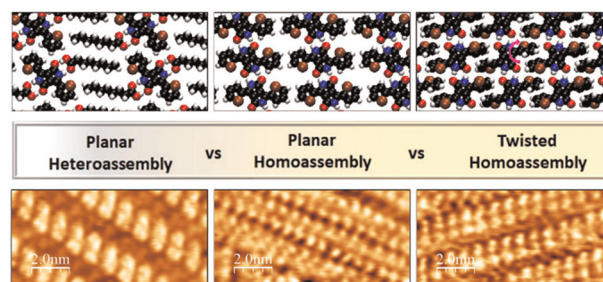 Planar
Heteroassembly
vs
Planar
Homoassembly
vs
Twisted
Homoassembly
2.0nm
2.0nm
2.0nm